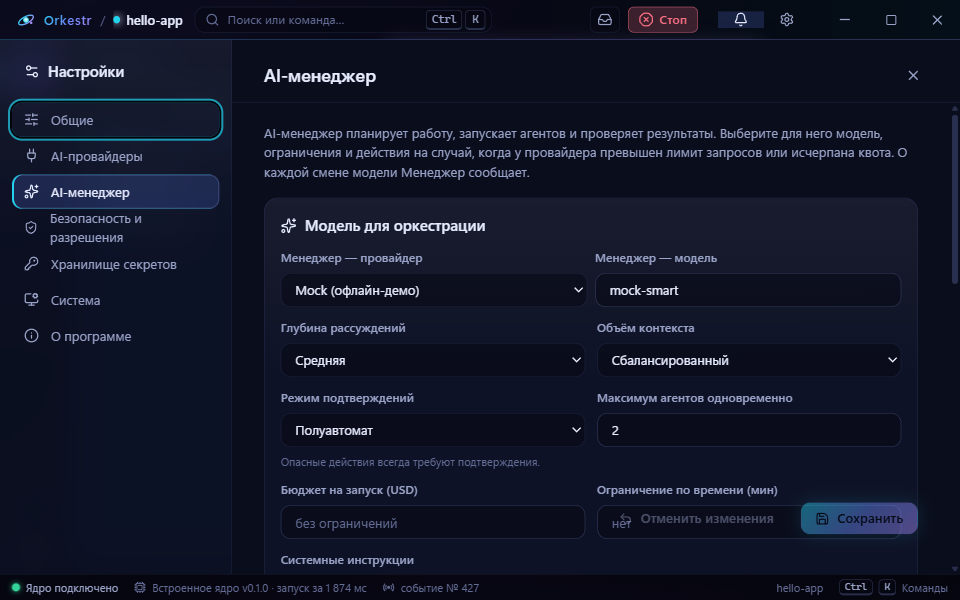 Orkestr / hello-app Поиск или команда... Ctrl K Стоп
Настройки
Общие
AI-провайдеры
AI-менеджер
Безопасность и
разрешения
Хранилище секретов
Система
О программе
AI-менеджер
AI-менеджер планирует работу, запускает агентов и проверяет результаты. Выберите для него модель,
ограничения и действия на случай, когда у провайдера превышен лимит запросов или исчерпана квота. О
каждой смене модели Менеджер сообщает.
Модель для оркестрации
Менеджер — провайдер Менеджер — модель
Mock (офлайн-демо) mock-smart
Глубина рассуждений Объём контекста
Средняя Сбалансированный
Режим подтверждений Максимум агентов одновременно
Полуавтомат 2
Опасные действия всегда требуют подтверждения.
Бюджет на запуск (USD) Ограничение по времени (мин)
без ограничений нет Отменить изменения Сохранить
Системные инструкции
Ядро подключено Встроенное ядро v0.1.0 · запуск за 1 874 мс событие № 427 hello-app Ctrl K Команды